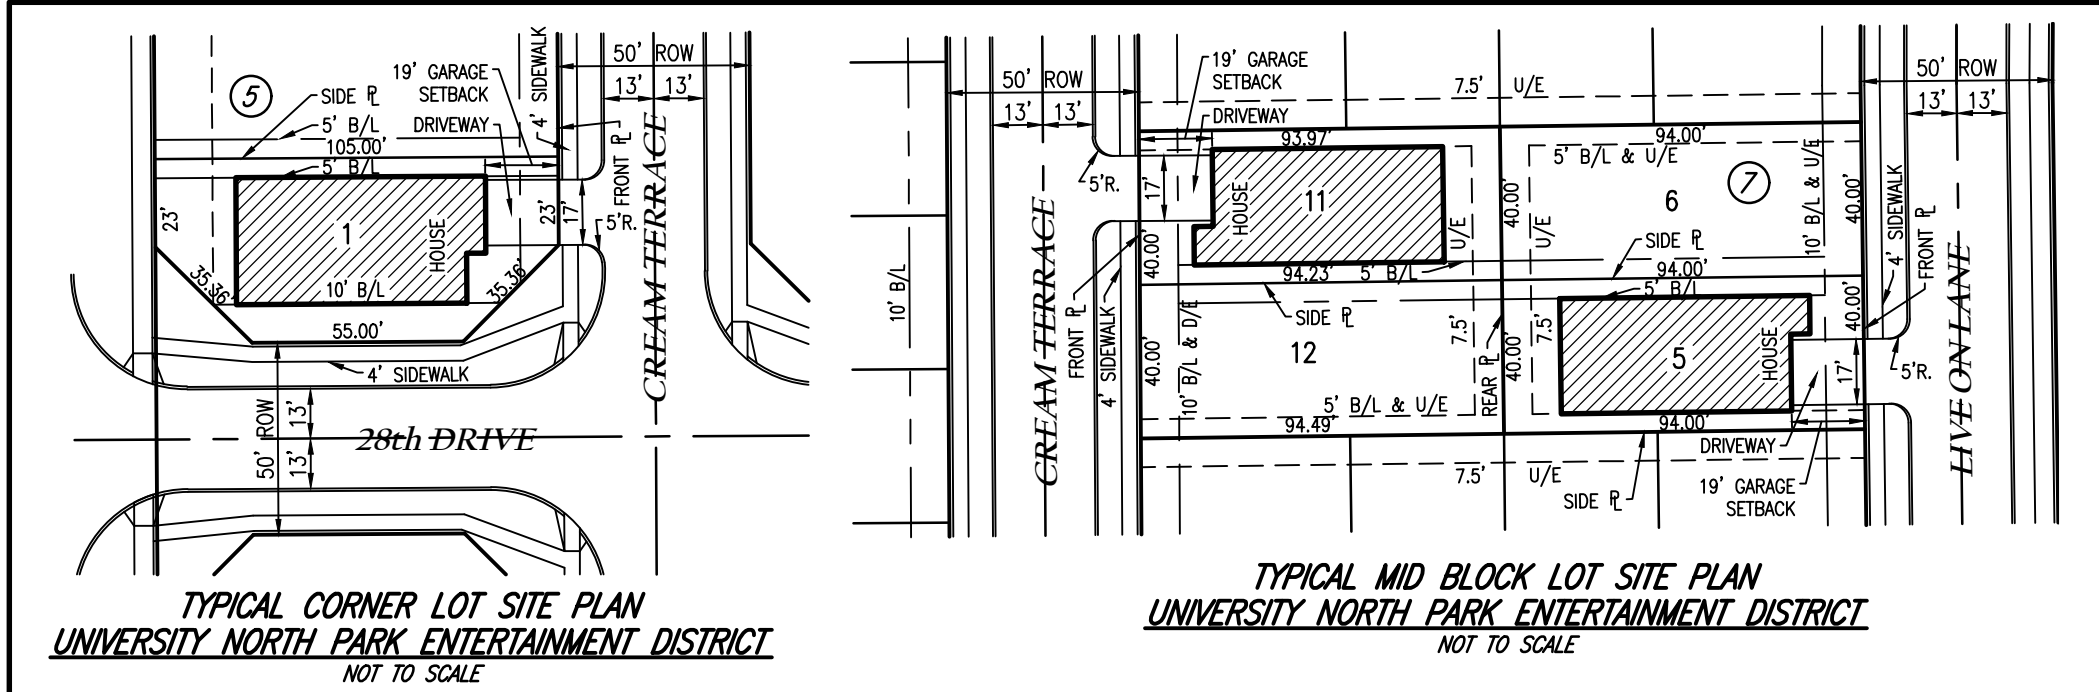 5
SIDE PL
5' B/L
105.00'
5' B/L
19' GARAGE
SETBACK
DRIVEWAY
4' SIDEWALK
50' ROW
13' 13'
FRONT PL
CREAM TERRACE
23'
23'
17'
5'R.
1
HOUSE
10' B/L
35.36'
35.36'
55.00'
4' SIDEWALK
50' ROW
13'
13'
28th DRIVE
TYPICAL CORNER LOT SITE PLAN
UNIVERSITY NORTH PARK ENTERTAINMENT DISTRICT
NOT TO SCALE
10' B/L
50' ROW
13' 13'
CREAM TERRACE
5'R.
19' GARAGE
SETBACK
DRIVEWAY
17'
93.97'
HOUSE
11
40.00'
FRONT PL
4' SIDEWALK
94.23'
5' B/L
SIDE PL
12
40.00'
10' B/L & D/E
5' B/L & U/E
94.49'
7.5' U/E
7.5' U/E
REAR PL
40.00'
40.00'
7.5' U/E
7.5' U/E
94.00'
5' B/L & U/E
7
6
10' B/L & U/E
40.00'
SIDE PL
94.00'
5' B/L
40.00'
5
HOUSE
94.00'
17'
5'R.
DRIVEWAY
19' GARAGE
SETBACK
SIDE PL
4' SIDEWALK
FRONT PL
50' ROW
13' 13'
LIVE ON LANE
TYPICAL MID BLOCK LOT SITE PLAN
UNIVERSITY NORTH PARK ENTERTAINMENT DISTRICT
NOT TO SCALE